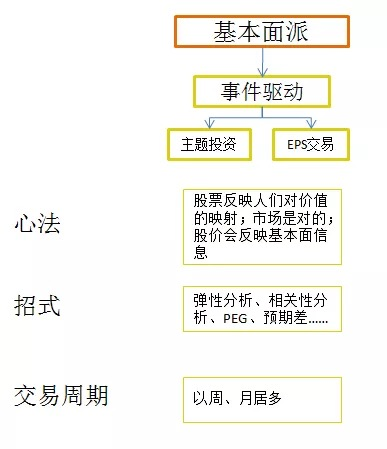 基本面派
事件驱动
主题投资
EPS交易
心法
股票反映人们对价值
的映射；市场是对的；
股价会反映基本面信
息
招式
弹性分析、相关性分
析、PEG、预期差......
交易周期
以周、月居多